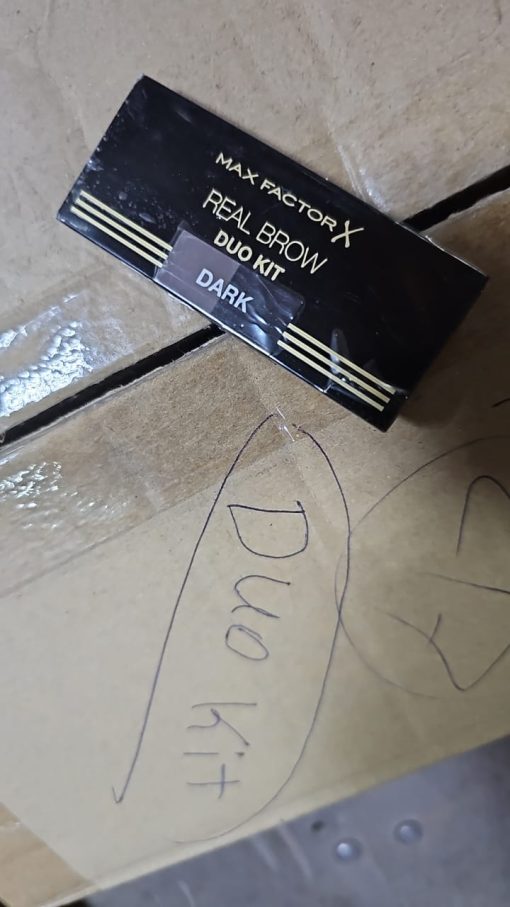 MAX FACTOR X
REAL BROW
DUO KIT
DARK
Duo Kit